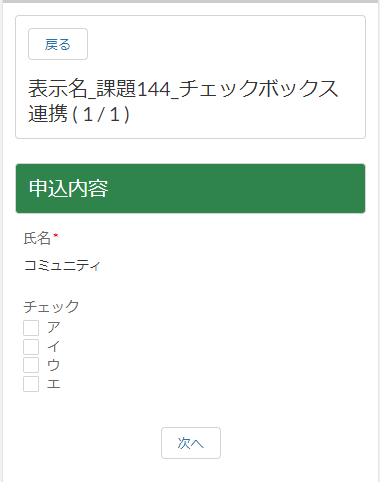 戻る
表示名_課題144_チェックボックス
連携 ( 1 / 1 )
申込内容
氏名*
コミュニティ
チェック
ア
イ
ウ
エ
次へ